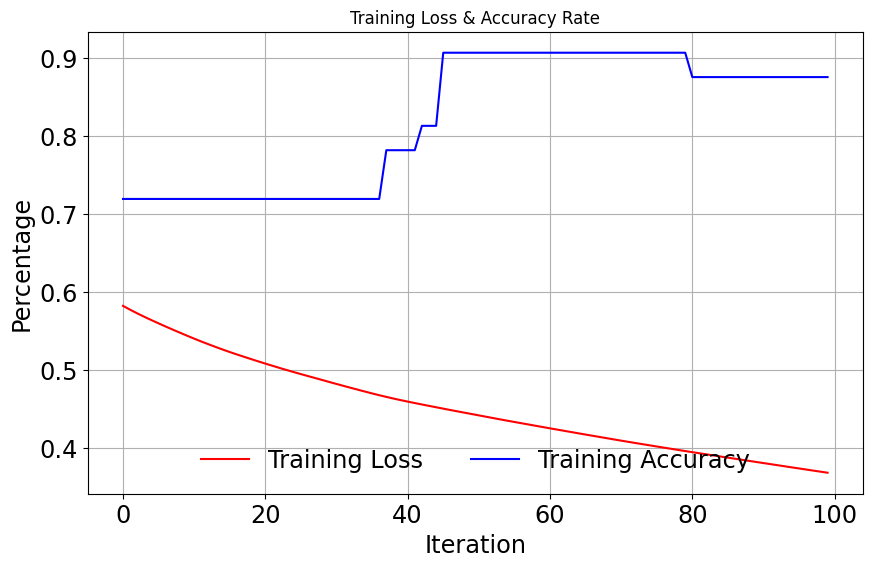 Training Loss & Accuracy Rate
0.9
0.8
0.7
0.6
0.5
0.4
Percentage
Training Loss Training Accuracy
0 20 40 60 80 100
Iteration